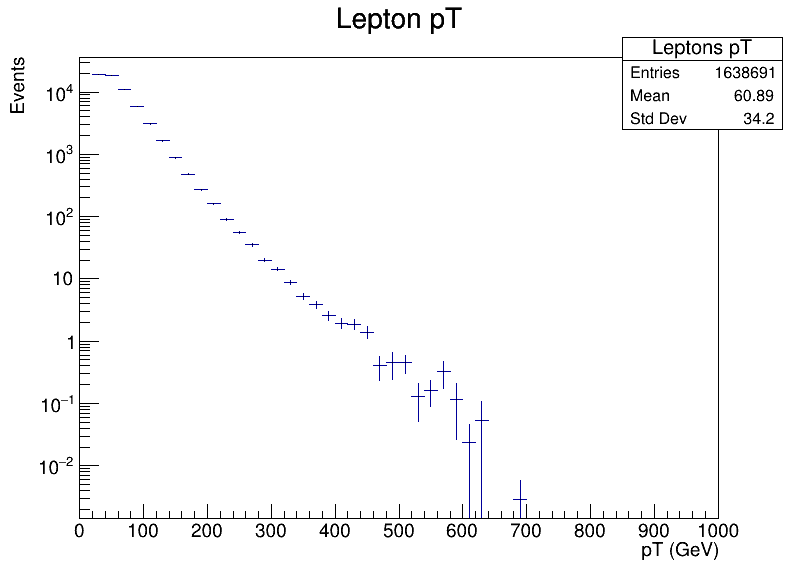 Lepton pT
Leptons pT
Entries 1638691
Mean 60.89
Std Dev 34.2
Events
10^4
10^3
10^2
10
1
10^−1
10^−2
0 100 200 300 400 500 600 700 800 900 1000
pT (GeV)